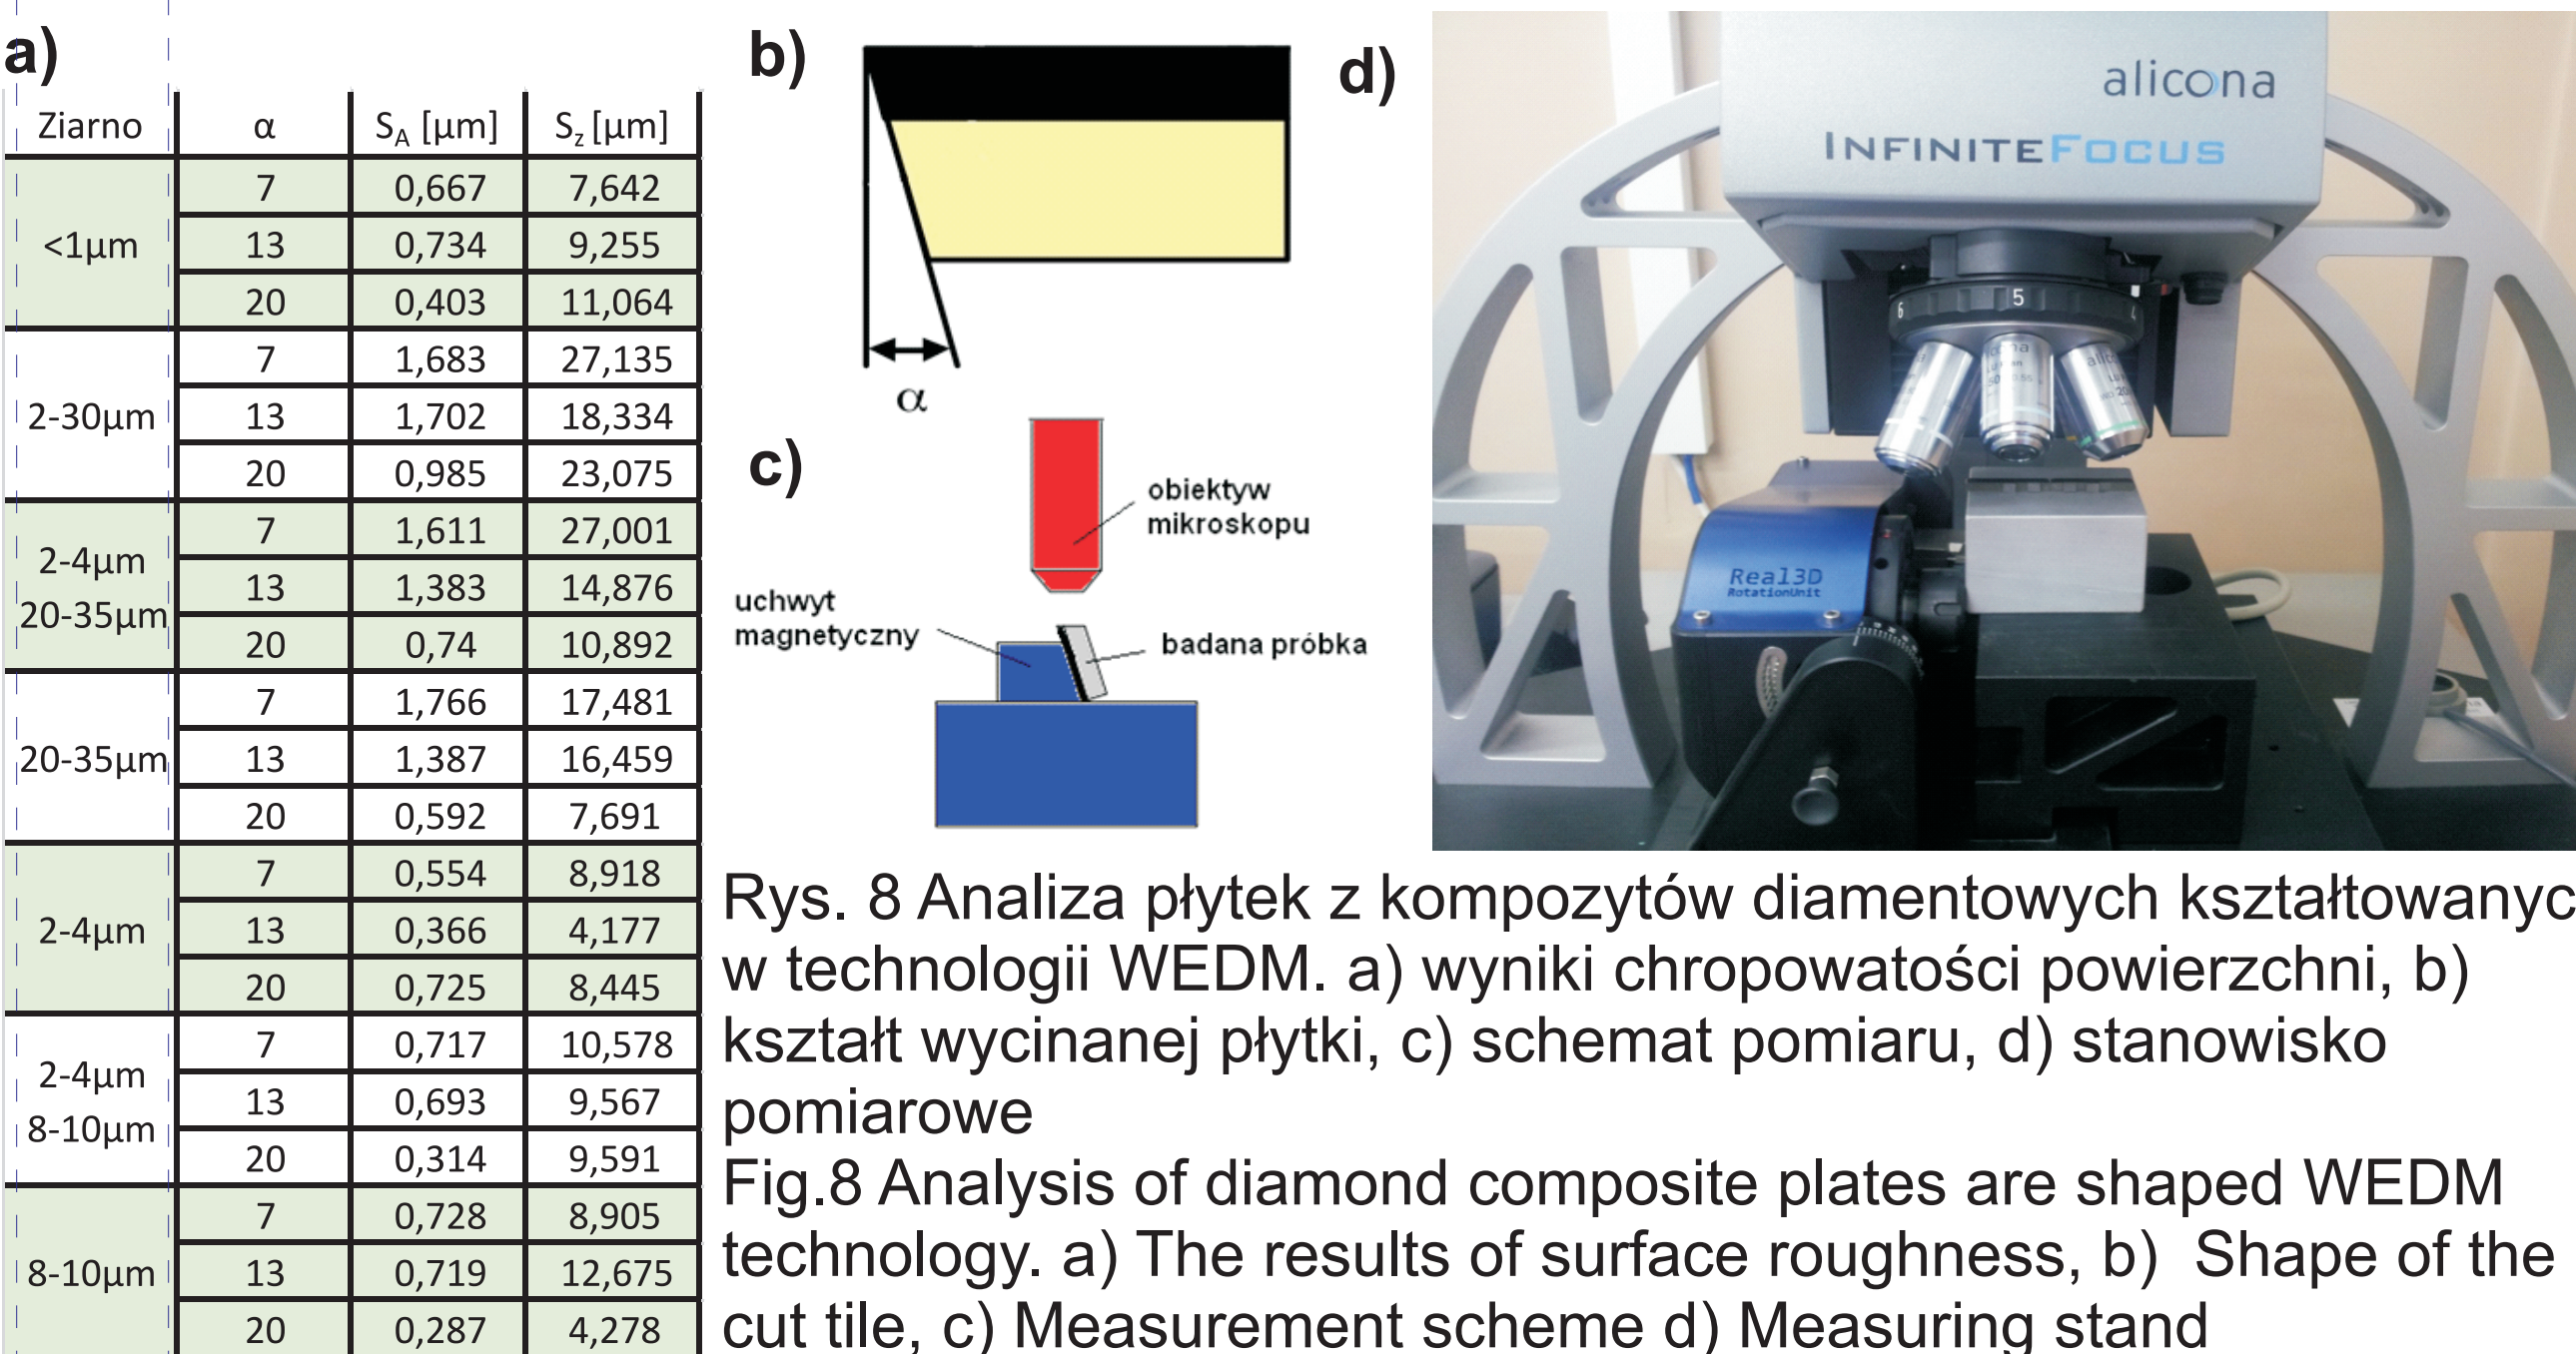 a)
Ziarno α S_A [µm] S_z [µm]
<1µm
7 0,667 7,642
13 0,734 9,255
20 0,403 11,064
2-30µm
7 1,683 27,135
13 1,702 18,334
20 0,985 23,075
2-4µm
20-35µm
7 1,611 27,001
13 1,383 14,876
20 0,74 10,892
20-35µm
7 1,766 17,481
13 1,387 16,459
20 0,592 7,691
2-4µm
7 0,554 8,918
13 0,366 4,177
20 0,725 8,445
2-4µm
8-10µm
7 0,717 10,578
13 0,693 9,567
20 0,314 9,591
8-10µm
7 0,728 8,905
13 0,719 12,675
20 0,287 4,278
b)
α
c)
obiektyw
mikroskopu
uchwyt
magnetyczny
badana próbka
d)
alicona
INFINITEFOCUS
6 5 4
Real3D
RotationUnit
Rys. 8 Analiza płytek z kompozytów diamentowych kształtowanyc
w technologii WEDM. a) wyniki chropowatości powierzchni, b)
kształt wycinanej płytki, c) schemat pomiaru, d) stanowisko
pomiarowe
Fig.8 Analysis of diamond composite plates are shaped WEDM
technology. a) The results of surface roughness, b) Shape of the
cut tile, c) Measurement scheme d) Measuring stand